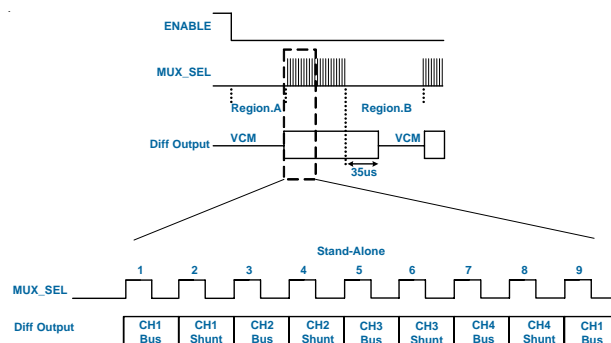 ENABLE
MUX_SEL
Region.A
Region.B
Diff Output
VCM
VCM
35us
Stand-Alone
1 2 3 4 5 6 7 8 9
MUX_SEL
Diff Output
CH1 Bus
CH1 Shunt
CH2 Bus
CH2 Shunt
CH3 Bus
CH3 Shunt
CH4 Bus
CH4 Shunt
CH1 Bus